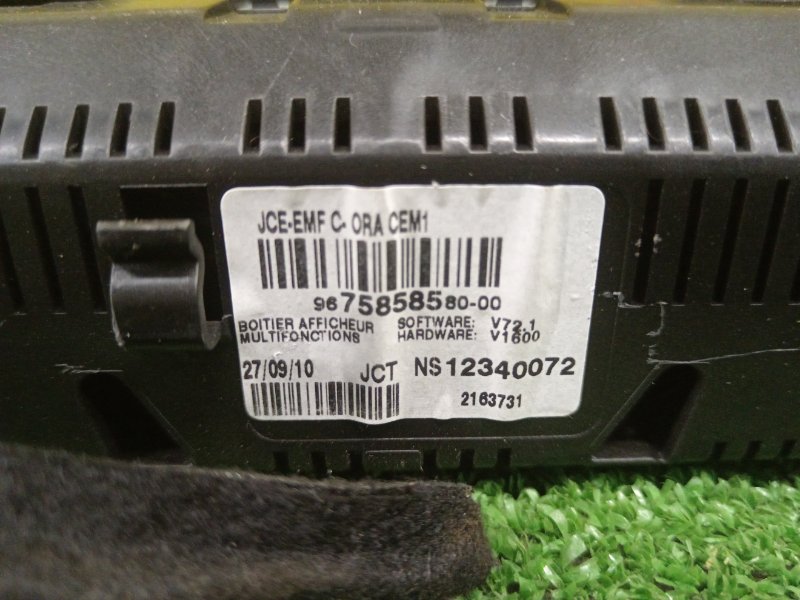 JCE-EMF C- ORA CEM1
9675858580-00
BOITIER AFFICHEUR SOFTWARE: V72.1
MULTIFONCTIONS HARDWARE: V1600
27/09/10 JCT NS12340072
2163731